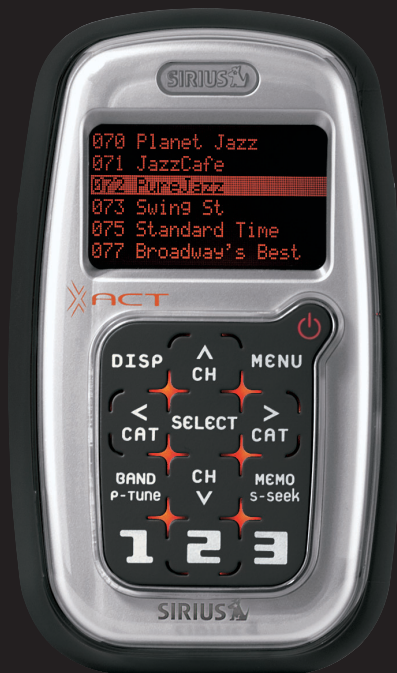 SIRIUS
070 Planet Jazz
071 JazzCafe
072 PureJazz
073 Swing St
075 Standard Time
077 Broadway's Best
XACT
DISP
CH
MENU
CAT
SELECT
CAT
BAND
P-TUNE
CH
MEMO
S-SEEK
1 2 3
SIRIUS